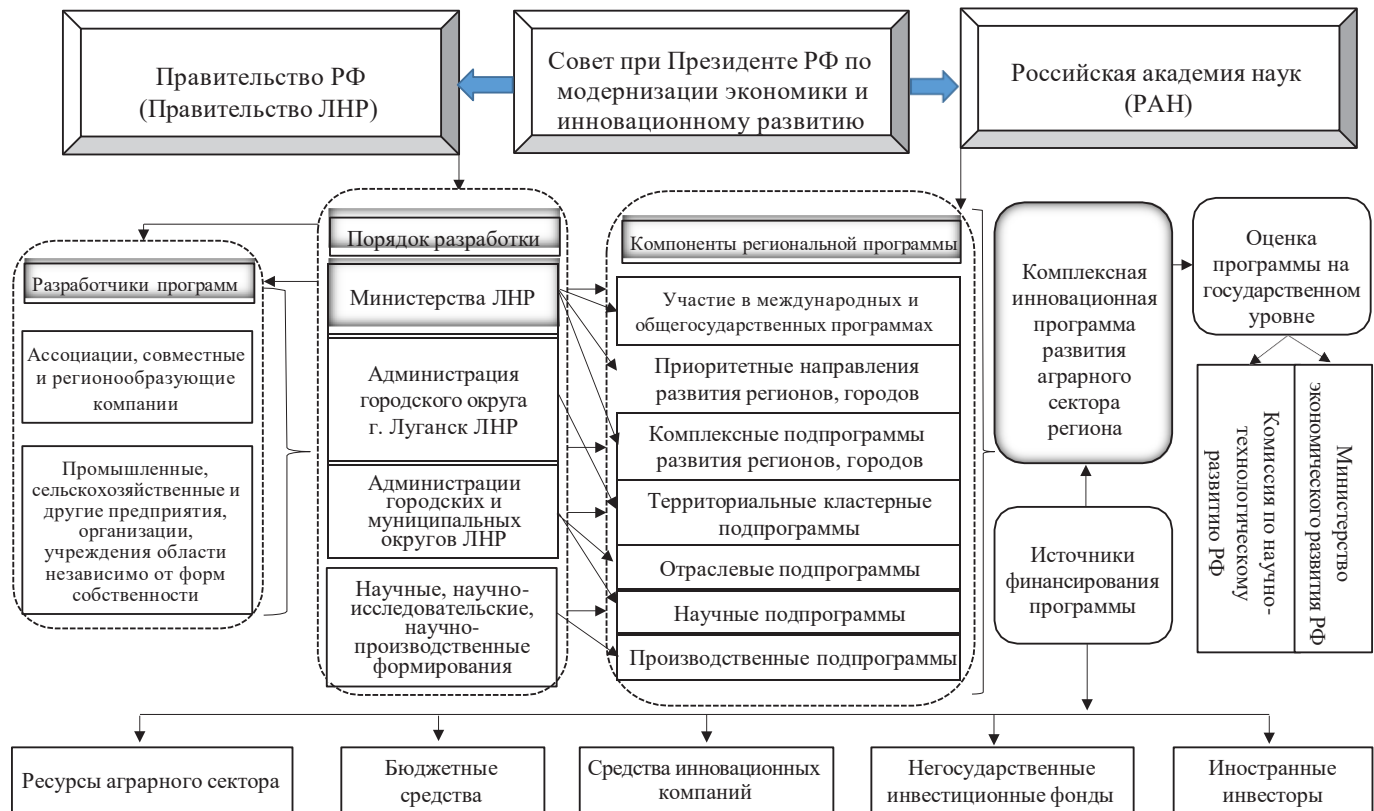 Правительство РФ
(Правительство ЛНР)
Совет при Президенте РФ по
модернизации экономики и
инновационному развитию
Российская академия наук
(РАН)
Разработчики программ
Ассоциации, совместные
и регионообразующие
компании
Промышленные,
сельскохозяйственные и
другие предприятия,
организации,
учреждения области
независимо от форм
собственности
Порядок разработки
Министерства ЛНР
Администрация
городского округа
г. Луганск ЛНР
Администрации
городских и
муниципальных
округов ЛНР
Научные, научно-
исследовательские,
научно-
производственные
формирования
Компоненты региональной программы
Участие в международных и
общегосударственных программах
Приоритетные направления
развития регионов, городов
Комплексные подпрограммы
развития регионов, городов
Территориальные кластерные
подпрограммы
Отраслевые подпрограммы
Научные подпрограммы
Производственные подпрограммы
Комплексная
инновационная
программа
развития
аграрного
сектора
региона
Оценка
программы на
государственном
уровне
Комиссия по научно-
технологическому
развитию РФ
Министерство
экономического развития РФ
Источники
финансирования
программы
Ресурсы аграрного сектора
Бюджетные
средства
Средства инновационных
компаний
Негосударственные
инвестиционные фонды
Иностранные
инвесторы